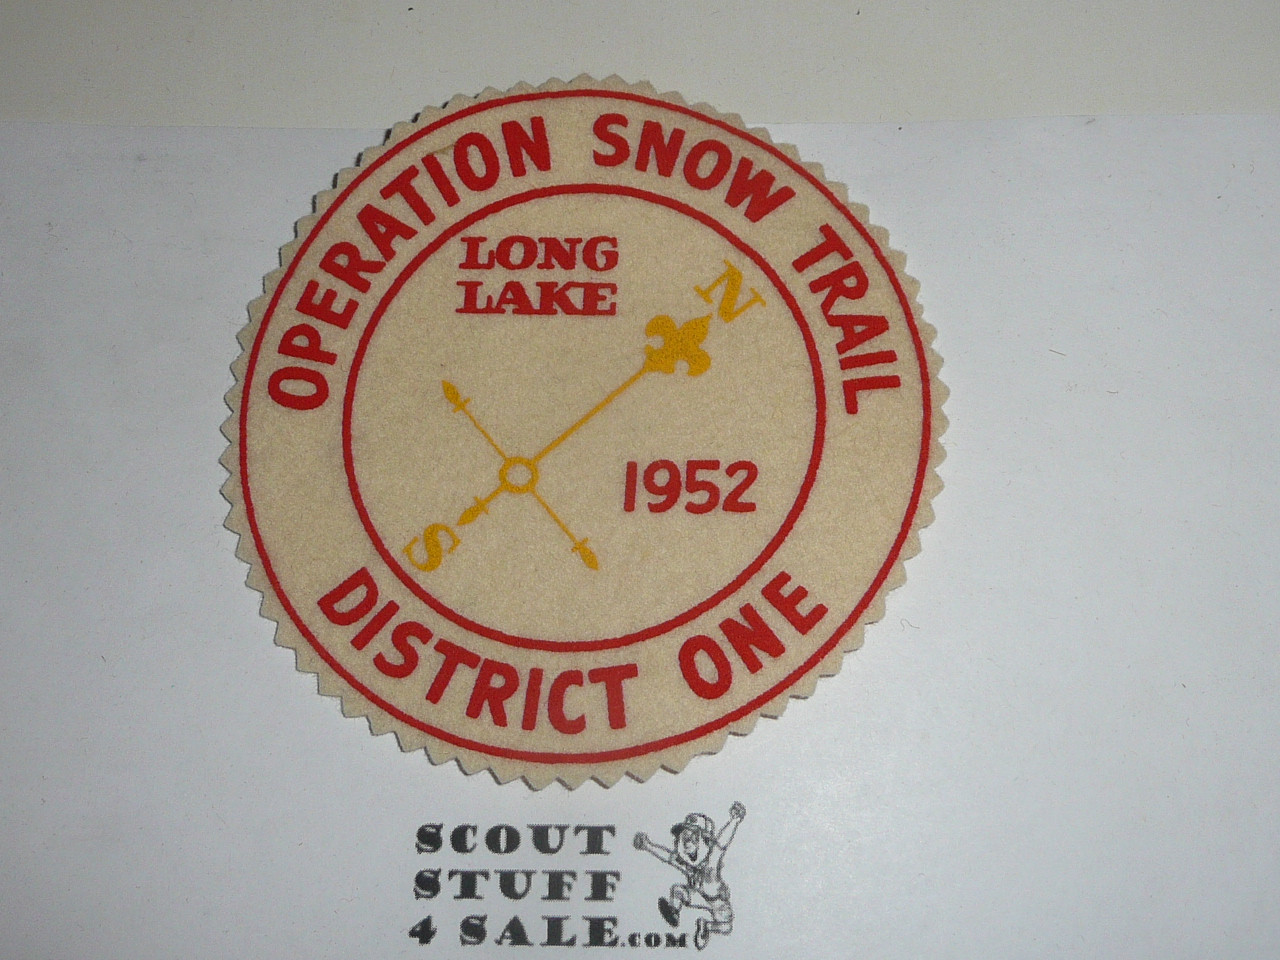 OPERATION SNOW TRAIL
LONG
LAKE
N
1952
S
DISTRICT ONE
SCOUT
STUFF
4 SALE.COM